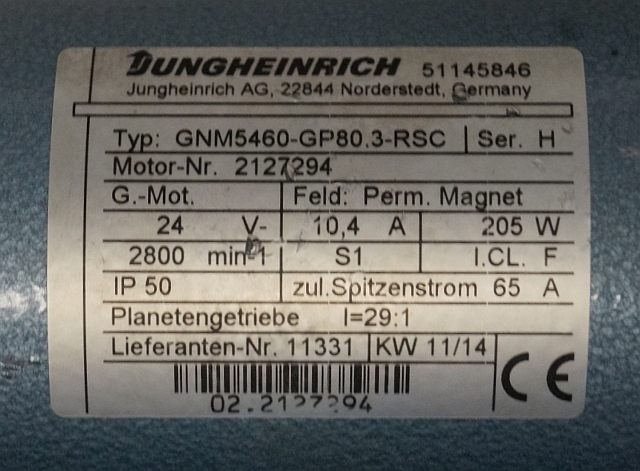 JUNGHEINRICH 51145846
Jungheinrich AG, 22844 Norderstedt, Germany
Typ: GNM5460-GP80.3-RSC Ser. H
Motor-Nr. 2127294
G.-Mot. Feld: Perm. Magnet
24 V- 10,4 A 205 W
2800 min-1 S1 I.CL. F
IP 50 zul.Spitzenstrom 65 A
Planetengetriebe I=29:1
Lieferanten-Nr. 11331 KW 11/14
CE
02.2127294